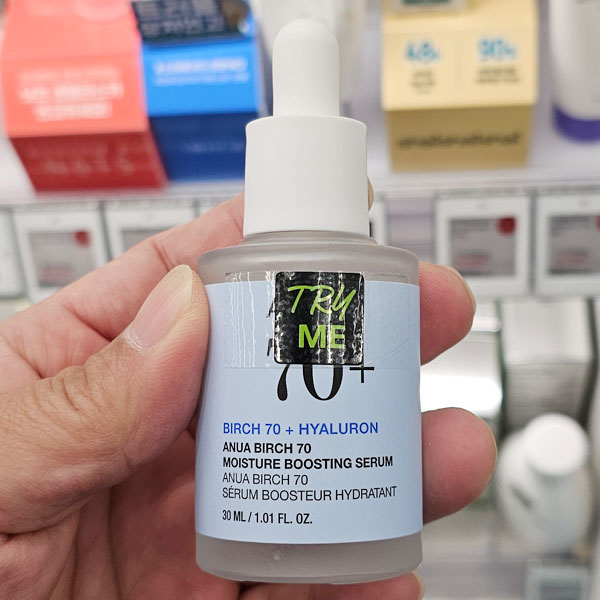 TRY
ME
70+
BIRCH 70 + HYALURON
ANUA BIRCH 70
MOISTURE BOOSTING SERUM
ANUA BIRCH 70
SÉRUM BOOSTEUR HYDRATANT
30 ML / 1.01 FL. OZ.